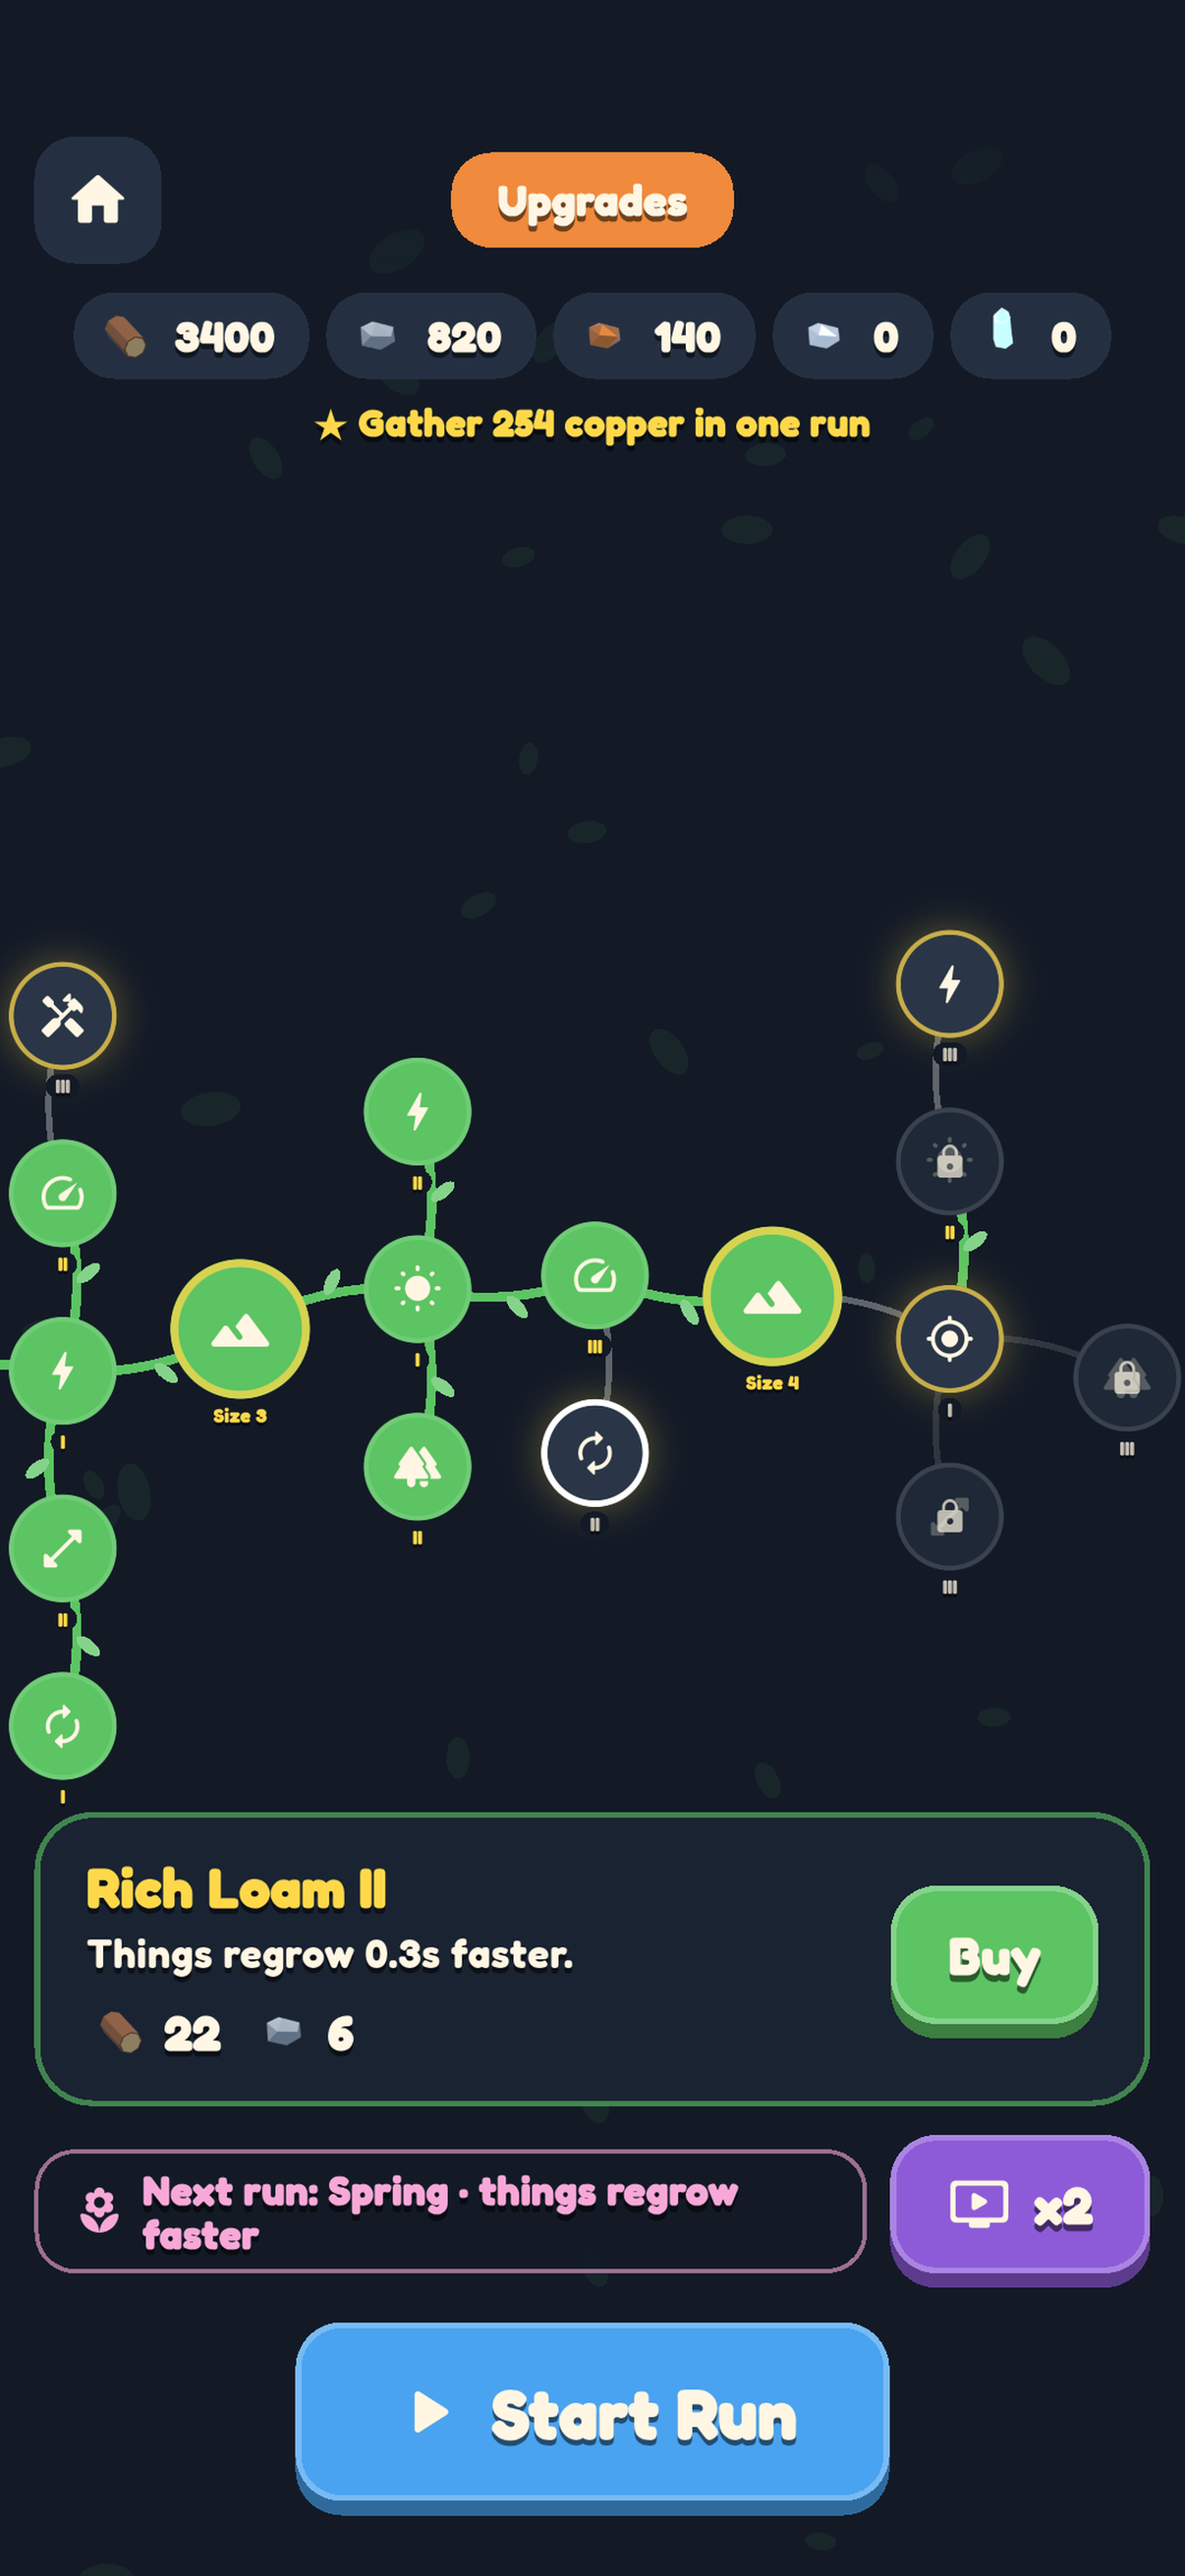 Upgrades
3400 820 140 0 0
★ Gather 254 copper in one run
III
III
II
II
II
I
III
Size 4
Size 3
I
I
III
II
II
III
II
I
Rich Loam II
Things regrow 0.3s faster.
22 6
Buy
Next run: Spring · things regrow
faster
x2
Start Run